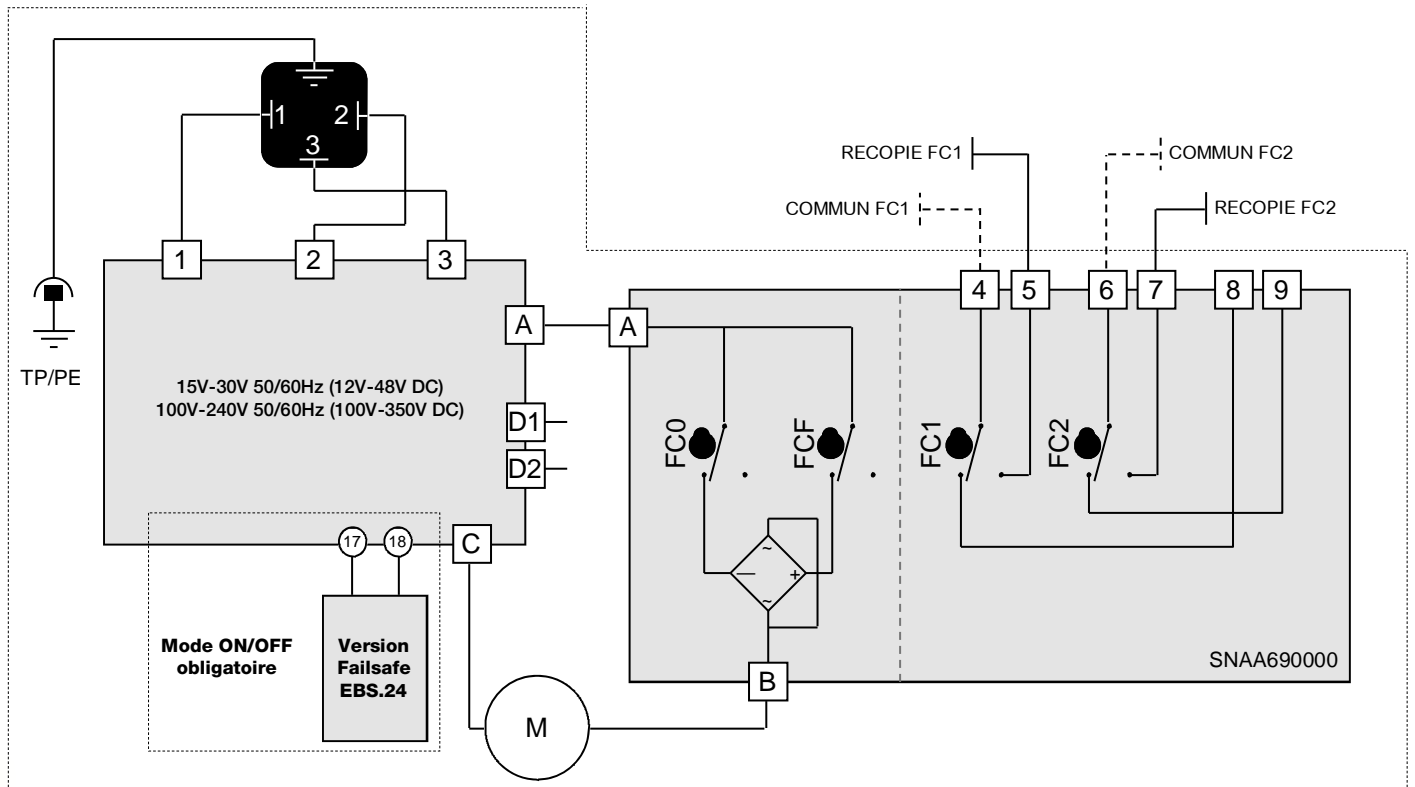 1
2
3
RECOPIE FC1
COMMUN FC2
COMMUN FC1
RECOPIE FC2
1
2
3
4
5
6
7
8
9
A
A
TP/PE
15V-30V 50/60Hz (12V-48V DC)
100V-240V 50/60Hz (100V-350V DC)
D1
D2
FC0
FCF
FC1
FC2
17
18
C
~
—
+
~
Mode ON/OFF
obligatoire
Version
Failsafe
EBS.24
SNAA690000
B
M